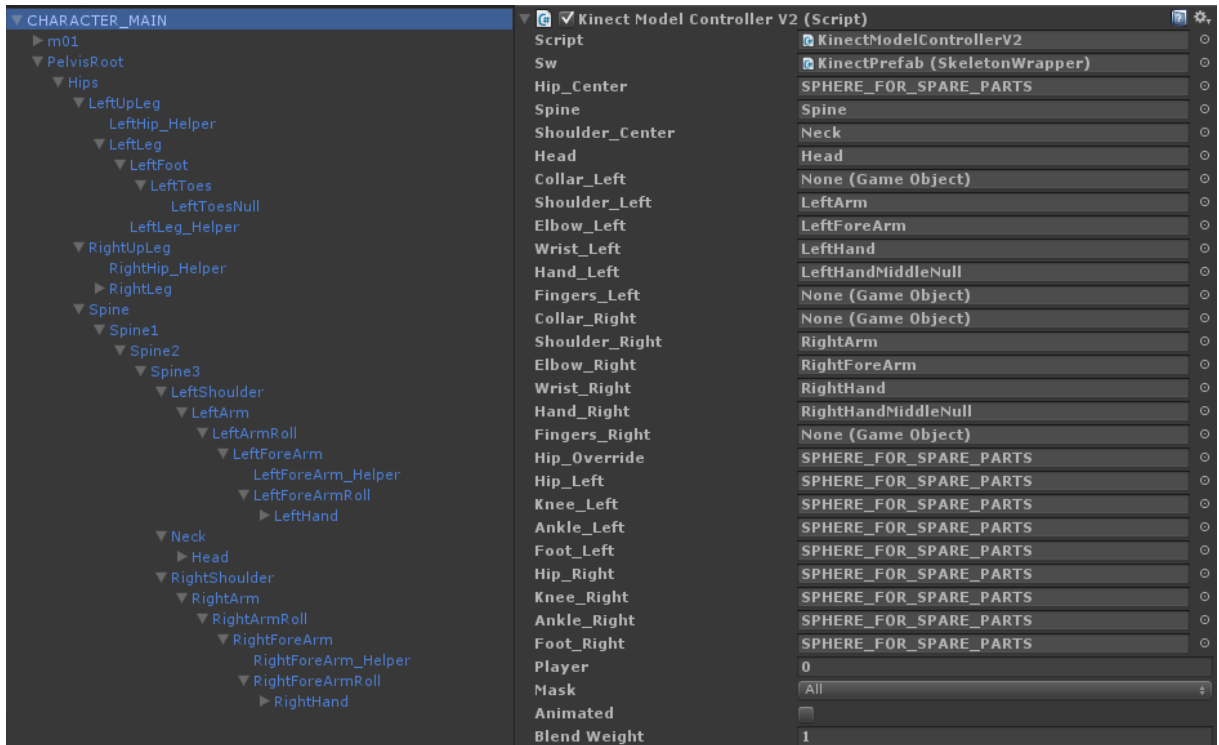 CHARACTER_MAIN
m01
PelvisRoot
Hips
LeftUpLeg
LeftHip_Helper
LeftLeg
LeftFoot
LeftToes
LeftToesNull
LeftLeg_Helper
RightUpLeg
RightHip_Helper
RightLeg
Spine
Spine1
Spine2
Spine3
LeftShoulder
LeftArm
LeftArmRoll
LeftForeArm
LeftForeArm_Helper
LeftForeArmRoll
LeftHand
Neck
Head
RightShoulder
RightArm
RightArmRoll
RightForeArm
RightForeArm_Helper
RightForeArmRoll
RightHand
Kinect Model Controller V2 (Script)
Script KinectModelControllerV2
Sw KinectPrefab (SkeletonWrapper)
Hip_Center SPHERE_FOR_SPARE_PARTS
Spine Spine
Shoulder_Center Neck
Head Head
Collar_Left None (Game Object)
Shoulder_Left LeftArm
Elbow_Left LeftForeArm
Wrist_Left LeftHand
Hand_Left LeftHandMiddleNull
Fingers_Left None (Game Object)
Collar_Right None (Game Object)
Shoulder_Right RightArm
Elbow_Right RightForeArm
Wrist_Right RightHand
Hand_Right RightHandMiddleNull
Fingers_Right None (Game Object)
Hip_Override SPHERE_FOR_SPARE_PARTS
Hip_Left SPHERE_FOR_SPARE_PARTS
Knee_Left SPHERE_FOR_SPARE_PARTS
Ankle_Left SPHERE_FOR_SPARE_PARTS
Foot_Left SPHERE_FOR_SPARE_PARTS
Hip_Right SPHERE_FOR_SPARE_PARTS
Knee_Right SPHERE_FOR_SPARE_PARTS
Ankle_Right SPHERE_FOR_SPARE_PARTS
Foot_Right SPHERE_FOR_SPARE_PARTS
Player 0
Mask All
Animated
Blend Weight 1